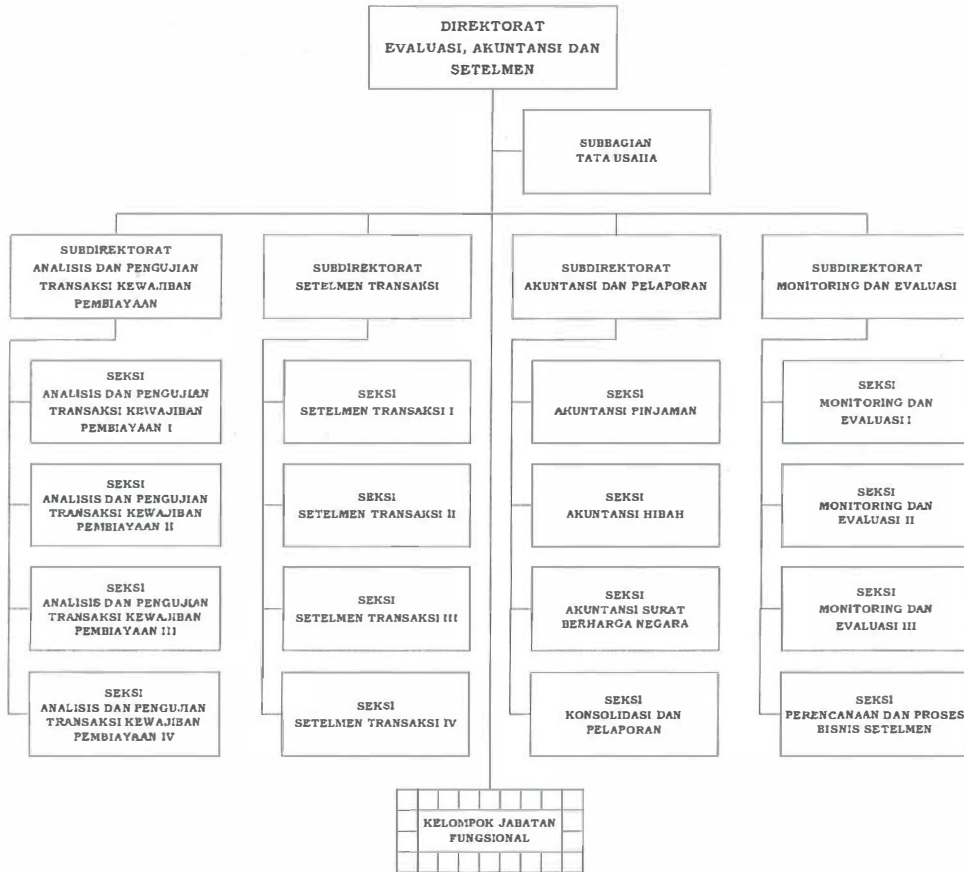 DIREKTORAT
EVALUASI, AKUNTANSI DAN
SETELMEN
SUBBAGIAN
TATA USAHA
SUBDIREKTORAT
ANALISIS DAN PENGUJIAN
TRANSAKSI KEWAJIBAN
PEMBIAYAAN
SUBDIREKTORAT
SETELMEN TRANSAKSI
SUBDIREKTORAT
AKUNTANSI DAN PELAPORAN
SUBDIREKTORAT
MONITORING DAN EVALUASI
SEKSI
ANALISIS DAN PENGUJIAN
TRANSAKSI KEWAJIBAN
PEMBIAYAAN I
SEKSI
SETELMEN TRANSAKSI I
SEKSI
AKUNTANSI PINJAMAN
SEKSI
MONITORING DAN
EVALUASI I
SEKSI
ANALISIS DAN PENGUJIAN
TRANSAKSI KEWAJIBAN
PEMBIAYAAN II
SEKSI
SETELMEN TRANSAKSI II
SEKSI
AKUNTANSI HIBAH
SEKSI
MONITORING DAN
EVALUASI II
SEKSI
ANALISIS DAN PENGUJIAN
TRANSAKSI KEWAJIBAN
PEMBIAYAAN III
SEKSI
SETELMEN TRANSAKSI III
SEKSI
AKUNTANSI SURAT
BERHARGA NEGARA
SEKSI
MONITORING DAN
EVALUASI III
SEKSI
ANALISIS DAN PENGUJIAN
TRANSAKSI KEWAJIBAN
PEMBIAYAAN IV
SEKSI
SETELMEN TRANSAKSI IV
SEKSI
KONSOLIDASI DAN
PELAPORAN
SEKSI
PERENCANAAN DAN PROSES
BISNIS SETELMEN
KELOMPOK JABATAN
FUNGSIONAL